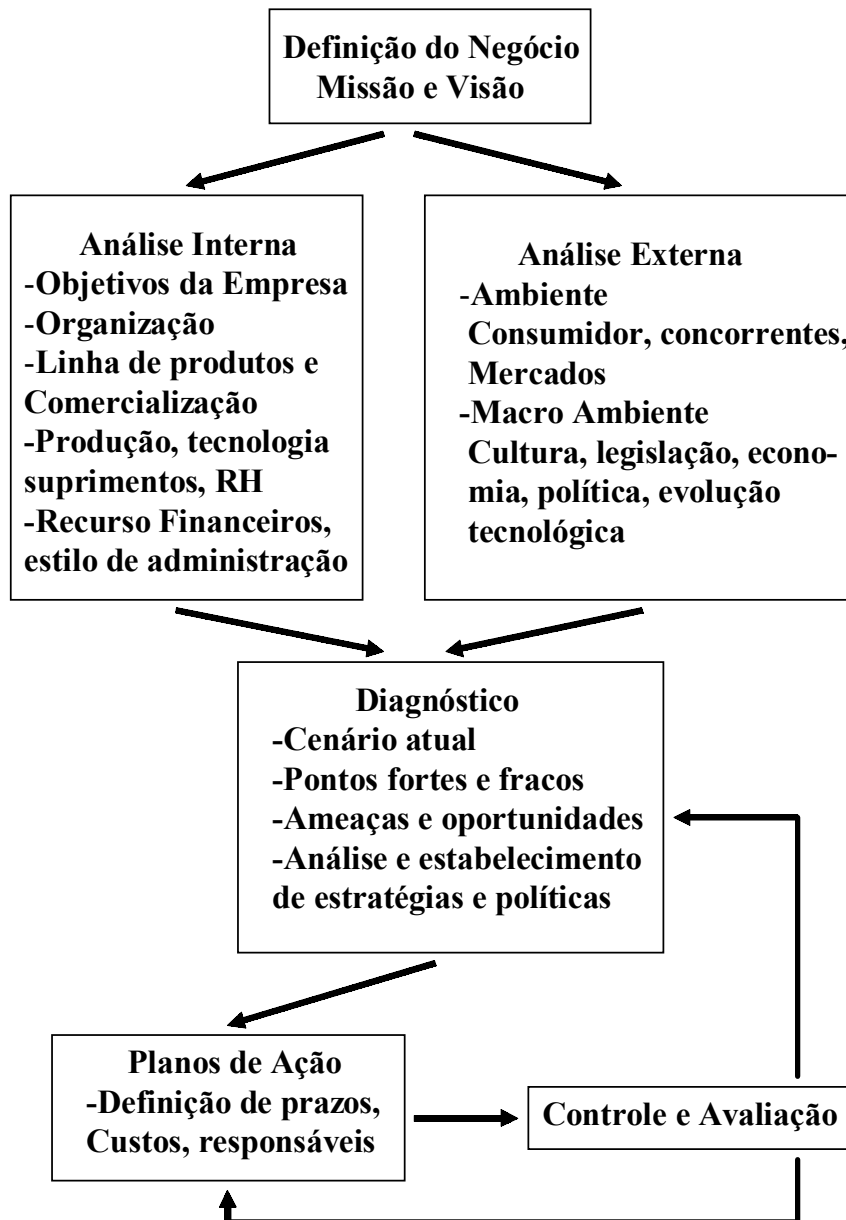 Definição do Negócio
Missão e Visão
Análise Interna
-Objetivos da Empresa
-Organização
-Linha de produtos e
Comercialização
-Produção, tecnologia
suprimentos, RH
-Recurso Financeiros,
estilo de administração
Análise Externa
-Ambiente
Consumidor, concorrentes,
Mercados
-Macro Ambiente
Cultura, legislação, econo-
mia, política, evolução
tecnológica
Diagnóstico
-Cenário atual
-Pontos fortes e fracos
-Ameaças e oportunidades
-Análise e estabelecimento
de estratégias e políticas
Planos de Ação
-Definição de prazos,
Custos, responsáveis
Controle e Avaliação